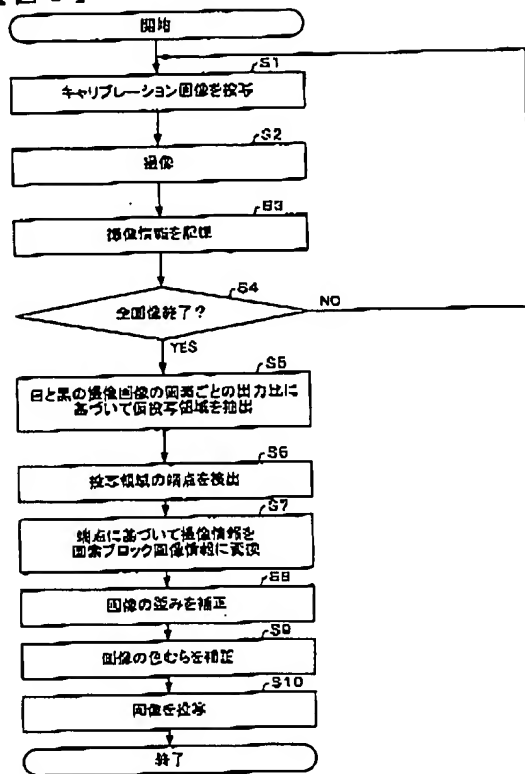 開始
S1
キャリブレーション画像を投写
S2
撮像
S3
撮像情報を記憶
S4
全画像終了?
NO
YES
S5
白と黒の撮像画像の画素ごとの出力比に
基づいて仮投写領域を抽出
S6
投写領域の端点を検出
S7
端点に基づいて撮像情報を
画素ブロック画像情報に変換
S8
画像の歪みを補正
S9
画像の色むらを補正
S10
画像を投写
終了